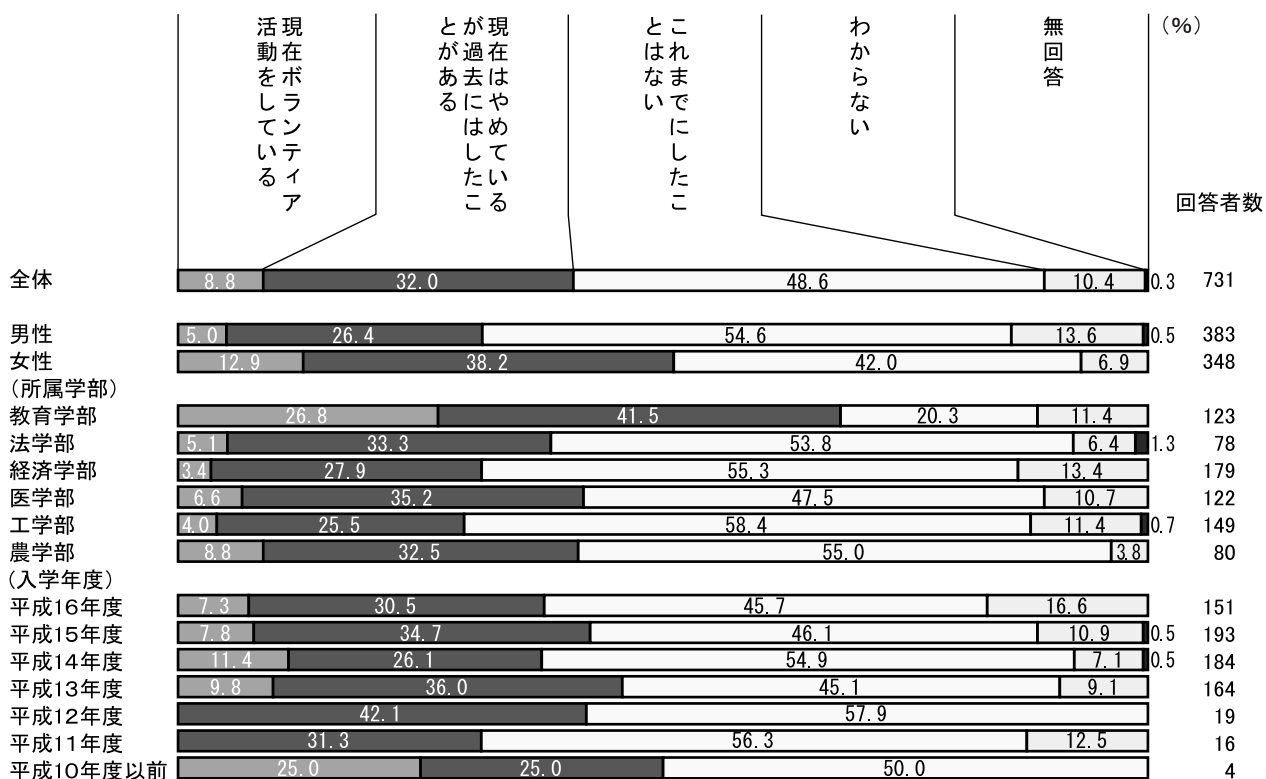 現在ボランティア
活動をしている
現在はやめている
が過去にはしたこ
とがある
これまでにしたこ
とはない
わからない
無回答
(%)
回答者数
全体 8.8 32.0 48.6 10.4 0.3 731
男性 5.0 26.4 54.6 13.6 0.5 383
女性 12.9 38.2 42.0 6.9 348
(所属学部)
教育学部 26.8 41.5 20.3 11.4 123
法学部 5.1 33.3 53.8 6.4 1.3 78
経済学部 3.4 27.9 55.3 13.4 179
医学部 6.6 35.2 47.5 10.7 122
工学部 4.0 25.5 58.4 11.4 0.7 149
農学部 8.8 32.5 55.0 3.8 80
(入学年度)
平成16年度 7.3 30.5 45.7 16.6 151
平成15年度 7.8 34.7 46.1 10.9 0.5 193
平成14年度 11.4 26.1 54.9 7.1 0.5 184
平成13年度 9.8 36.0 45.1 9.1 164
平成12年度 42.1 57.9 19
平成11年度 31.3 56.3 12.5 16
平成10年度以前 25.0 25.0 50.0 4